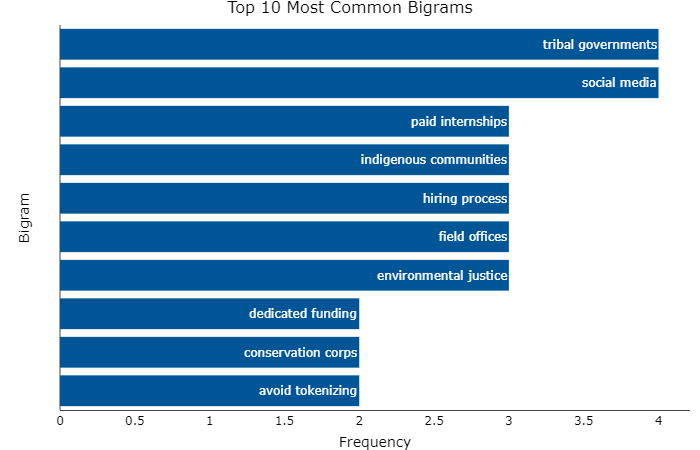 Top 10 Most Common Bigrams
tribal governments
social media
paid internships
indigenous communities
hiring process
field offices
environmental justice
dedicated funding
conservation corps
avoid tokenizing
Bigram
0 0.5 1 1.5 2 2.5 3 3.5 4
Frequency